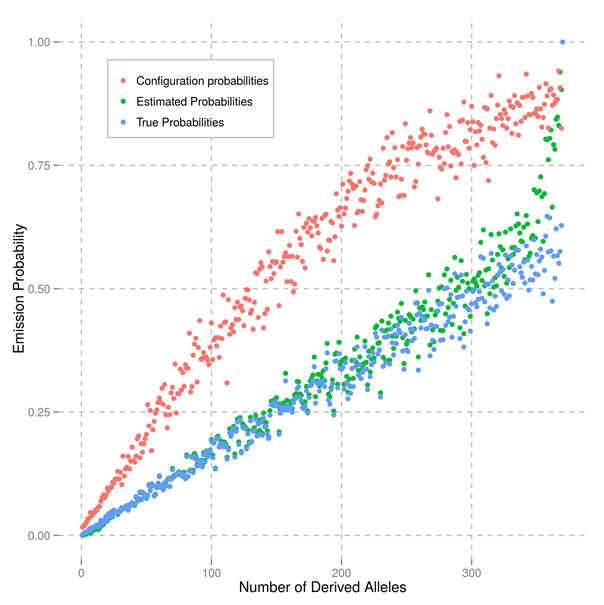 1.00
0.75
0.50
0.25
0.00
Emission Probability
Configuration probabilities
Estimated Probabilities
True Probabilities
0 100 200 300
Number of Derived Alleles